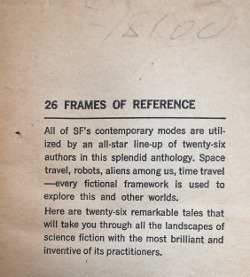 26 FRAMES OF REFERENCE
All of SF's contemporary modes are util-
ized by an all-star line-up of twenty-six
authors in this splendid anthology. Space
travel, robots, aliens among us, time travel
—every fictional framework is used to
explore this and other worlds.
Here are twenty-six remarkable tales that
will take you through all the landscapes of
science fiction with the most brilliant and
inventive of its practitioners.